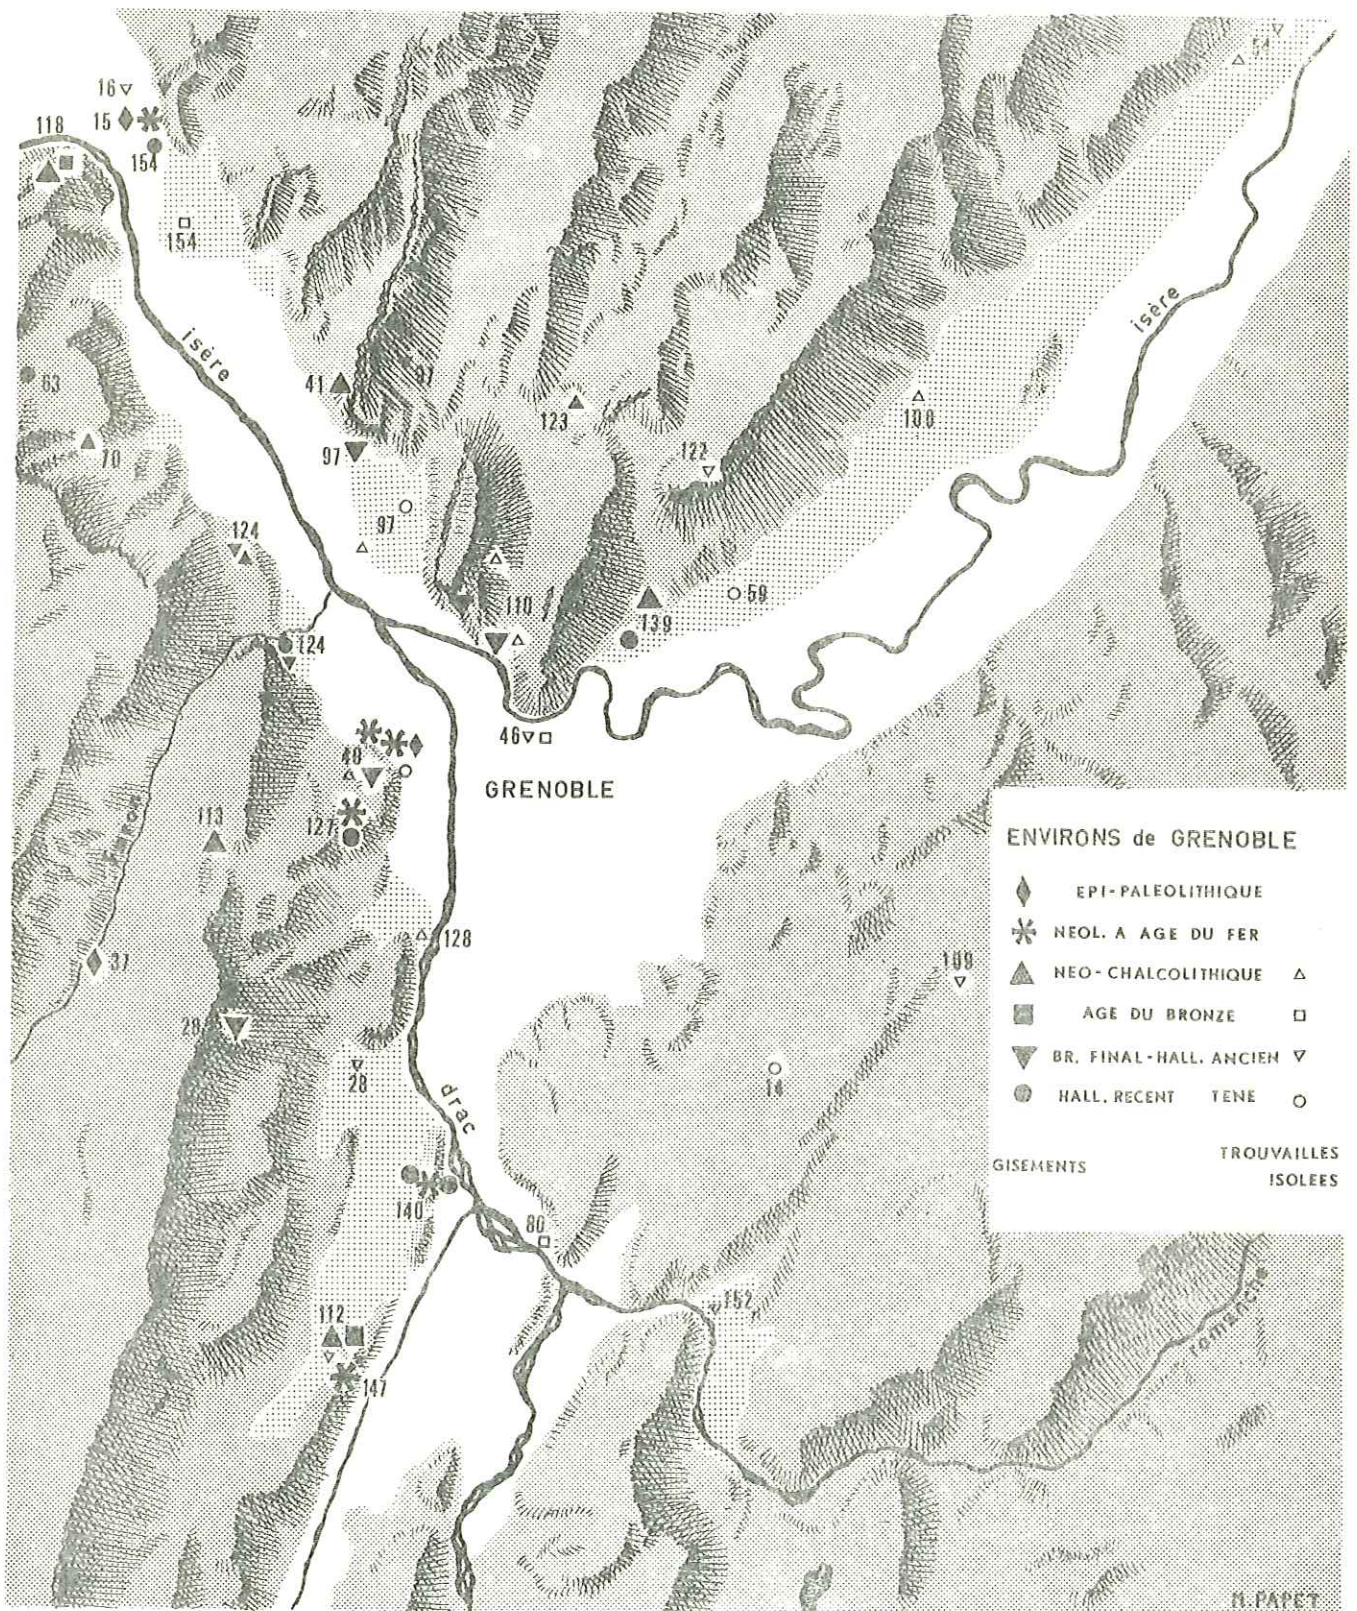 54
16
15
118
154
154
isère
isère
63
41
97
123
100
70
97
122
97
124
110
59
139
124
46
48
GRENOBLE
127
113
ENVIRONS de GRENOBLE
EPI-PALEOLITHIQUE
NEOL. A AGE DU FER
NEO-CHALCOLITHIQUE
AGE DU BRONZE
BR. FINAL-HALL. ANCIEN
HALL. RECENT TENE
GISEMENTS
TROUVAILLES
ISOLEES
128
37
109
28
28
14
drac
140
80
152
romanche
112
147
M. PAPET